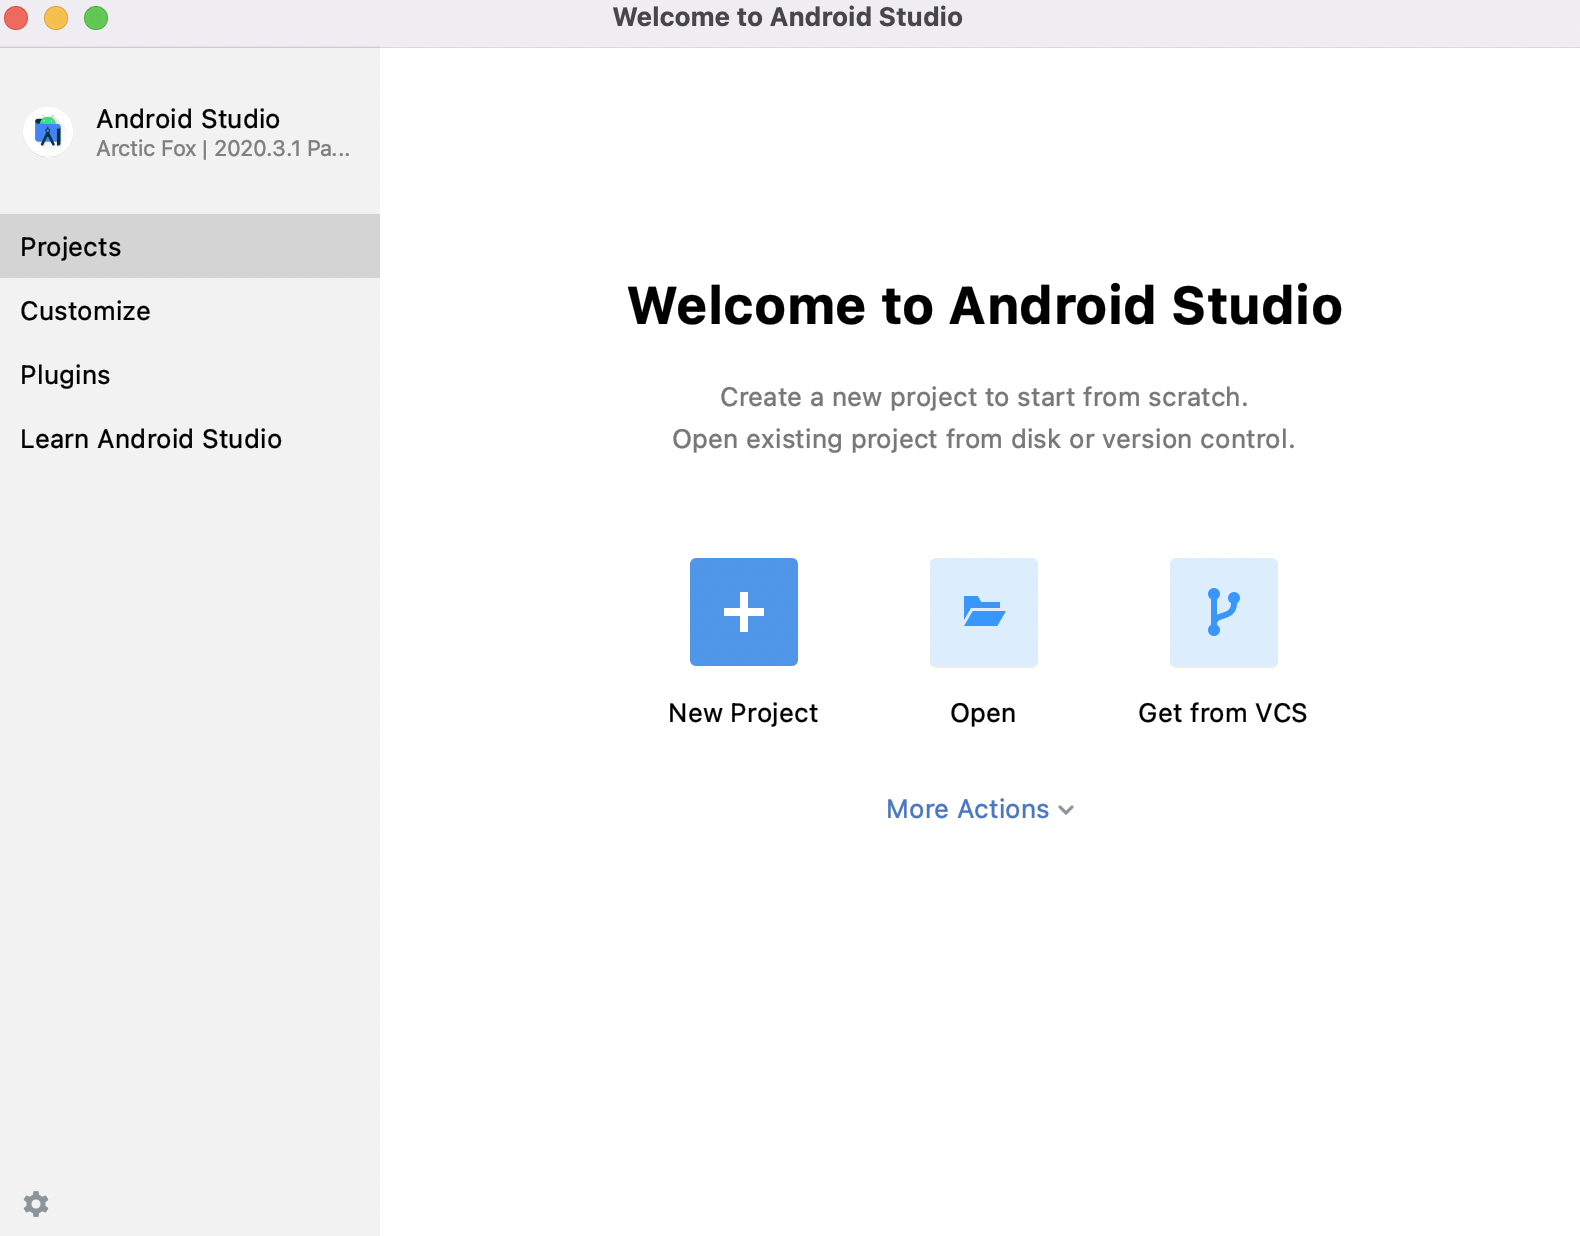 Welcome to Android Studio
Android Studio
Arctic Fox | 2020.3.1 Pa...
Projects
Customize
Plugins
Learn Android Studio
Welcome to Android Studio
Create a new project to start from scratch.
Open existing project from disk or version control.
New Project
Open
Get from VCS
More Actions